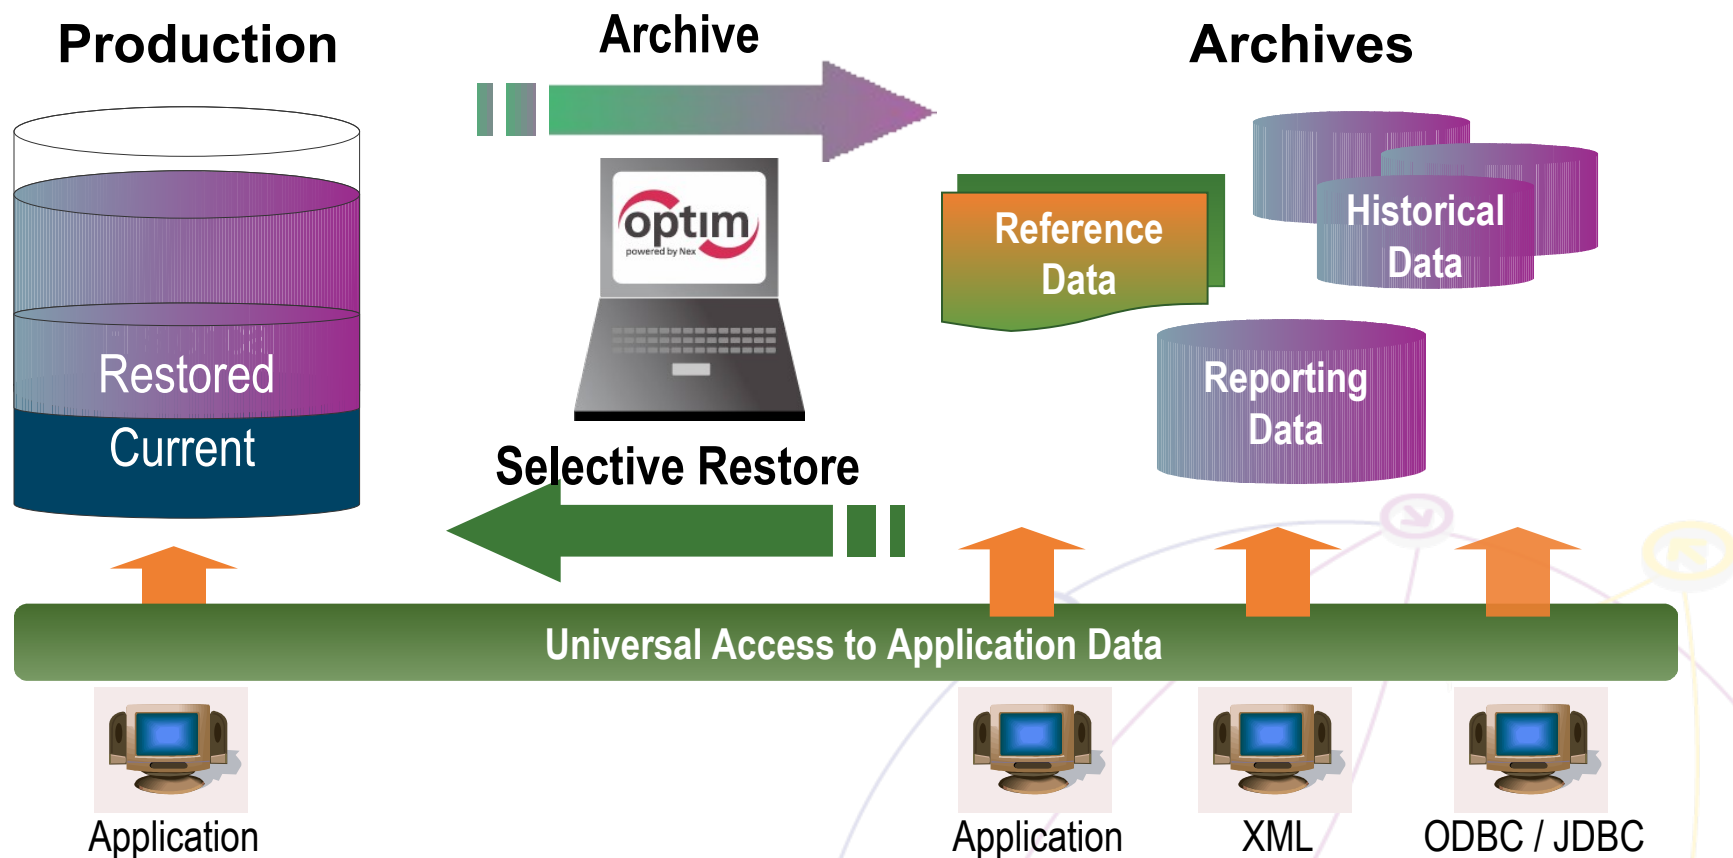 Production
Archive
Archives
optim
powered by Nex
Reference
Data
Historical
Data
Reporting
Data
Restored
Current
Selective Restore
Universal Access to Application Data
Application
Application
XML
ODBC / JDBC